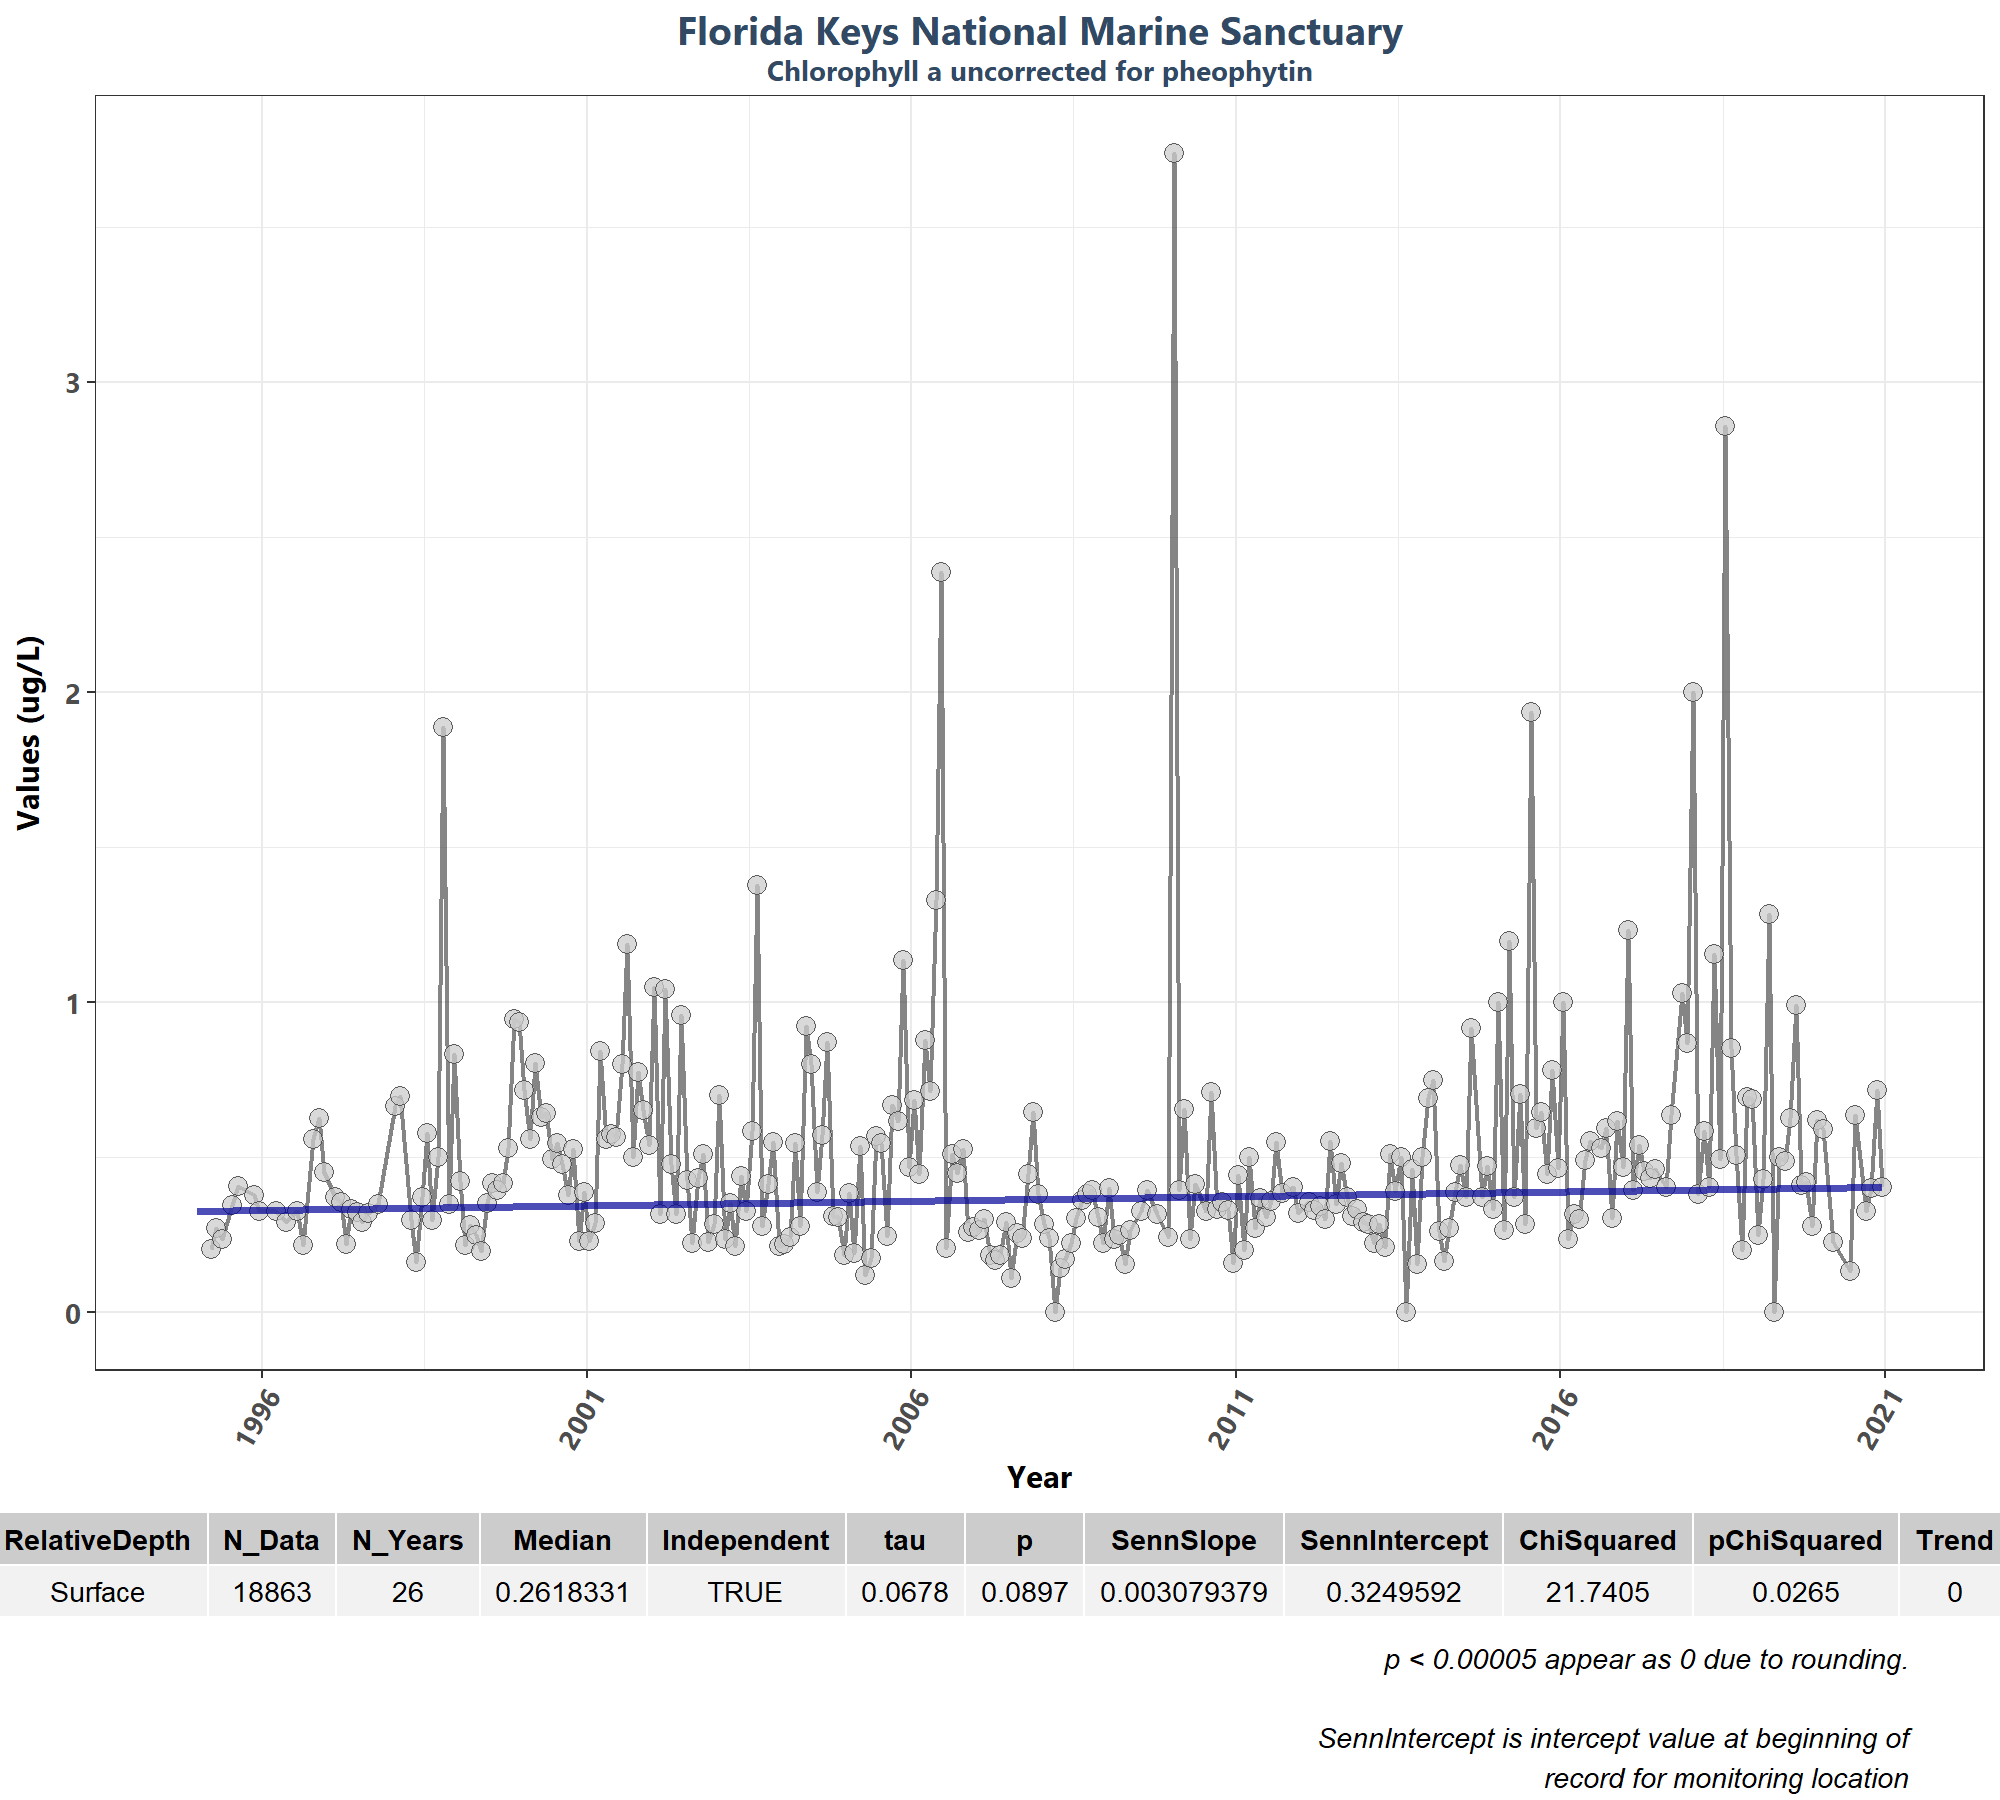 Florida Keys National Marine Sanctuary
Chlorophyll a uncorrected for pheophytin
Values (ug/L)
3
2
1
0
1996 2001 2006 2011 2016 2021
Year
RelativeDepth N_Data N_Years Median Independent tau p SennSlope SennIntercept ChiSquared pChiSquared Trend
Surface 18863 26 0.2618331 TRUE 0.0678 0.0897 0.003079379 0.3249592 21.7405 0.0265 0
p < 0.00005 appear as 0 due to rounding.
SennIntercept is intercept value at beginning of
record for monitoring location